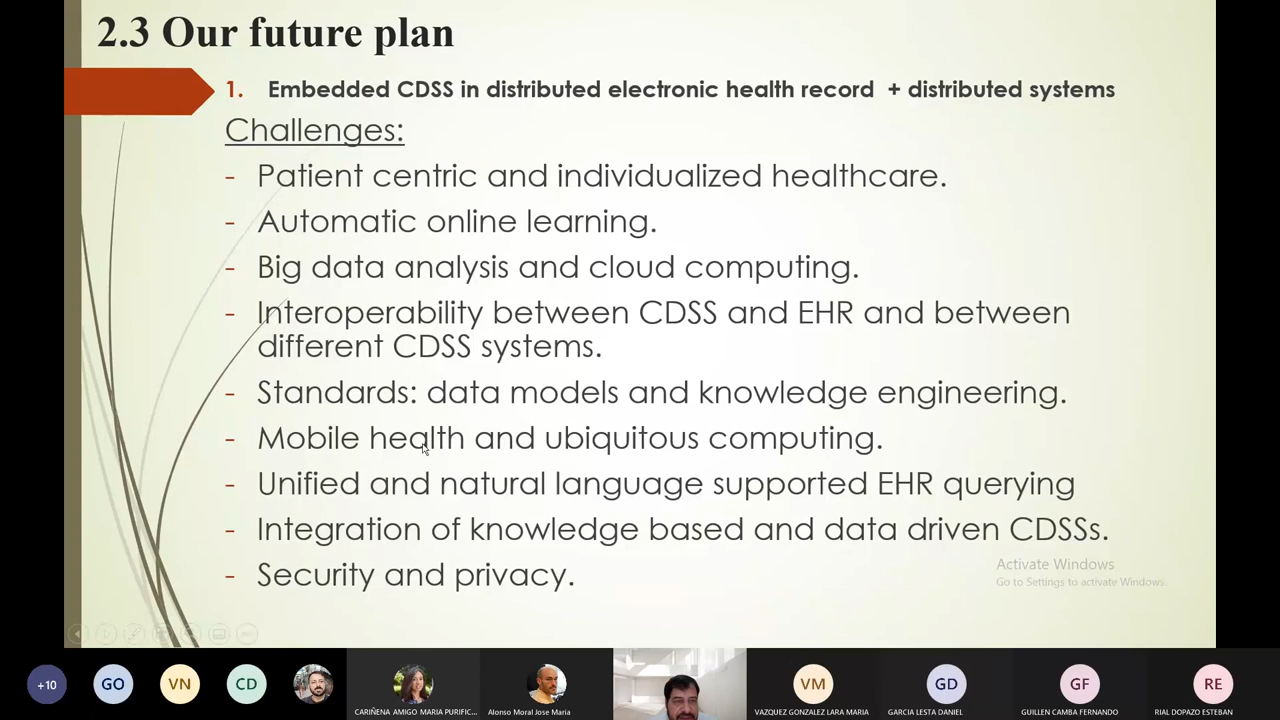 2.3 Our future plan
1. Embedded CDSS in distributed electronic health record + distributed systems
Challenges:
- Patient centric and individualized healthcare.
- Automatic online learning.
- Big data analysis and cloud computing.
- Interoperability between CDSS and EHR and between
different CDSS systems.
- Standards: data models and knowledge engineering.
- Mobile health and ubiquitous computing.
- Unified and natural language supported EHR querying
- Integration of knowledge based and data driven CDSSs.
- Security and privacy.
Activate Windows
Go to Settings to activate Windows.
+10
GO
VN
CD
CARIÑENA AMIGO MARIA PURIFIC...
Alonso Moral Jose Maria
VM
VAZQUEZ GONZALEZ LARA MARIA
GD
GARCIA LESTA DANIEL
GF
GUILLEN CAMBA FERNANDO
RE
RIAL DOPAZO ESTEBAN